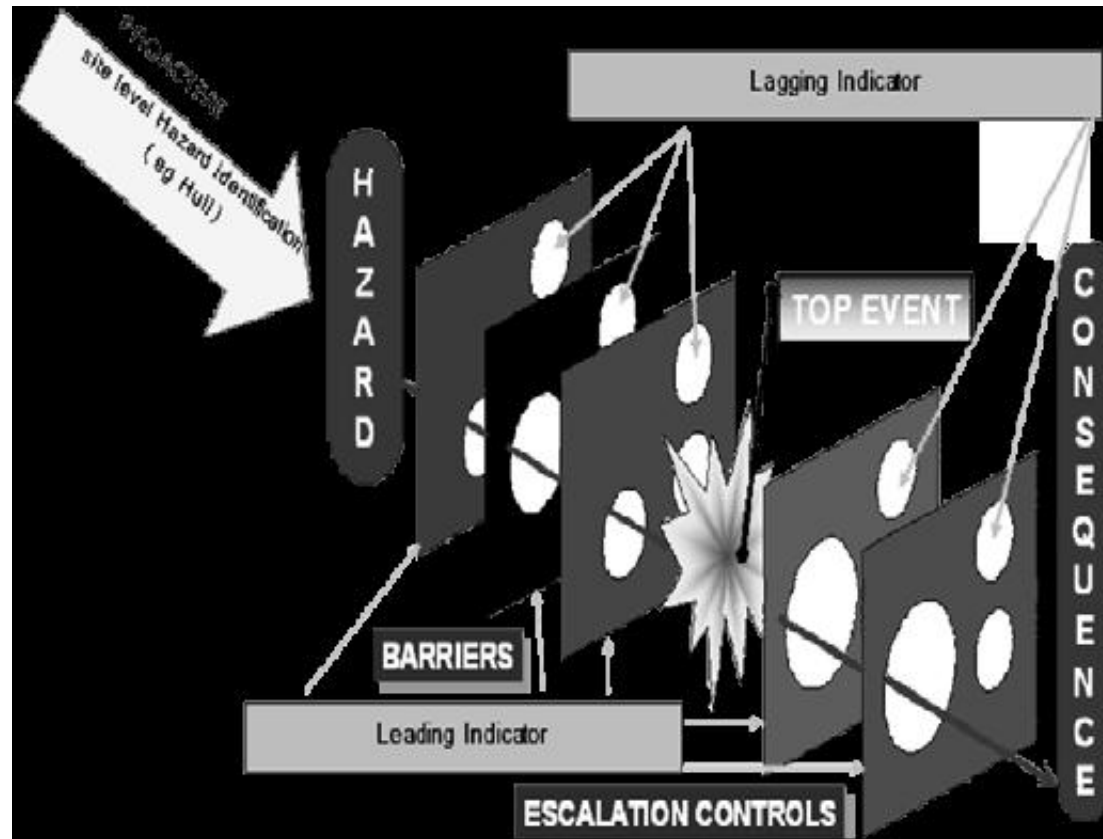 PROACTIVE
site level Hazard Identification
( eg Hull)
Lagging Indicator
HAZARD
TOP EVENT
CONSEQUENCE
BARRIERS
Leading Indicator
ESCALATION CONTROLS